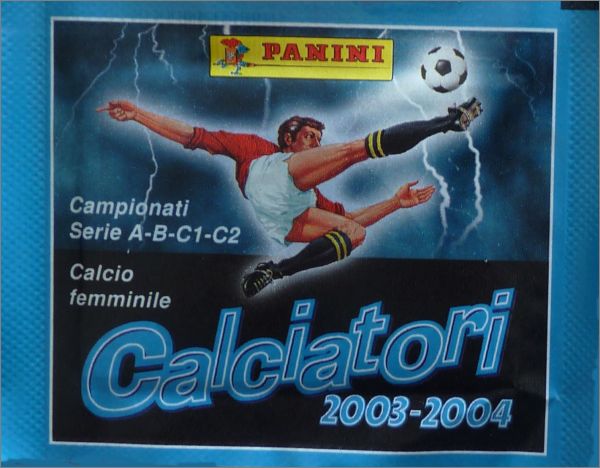 PANINI
Campionati
Serie A-B-C1-C2
Calcio
femminile
Calciatori
2003-2004